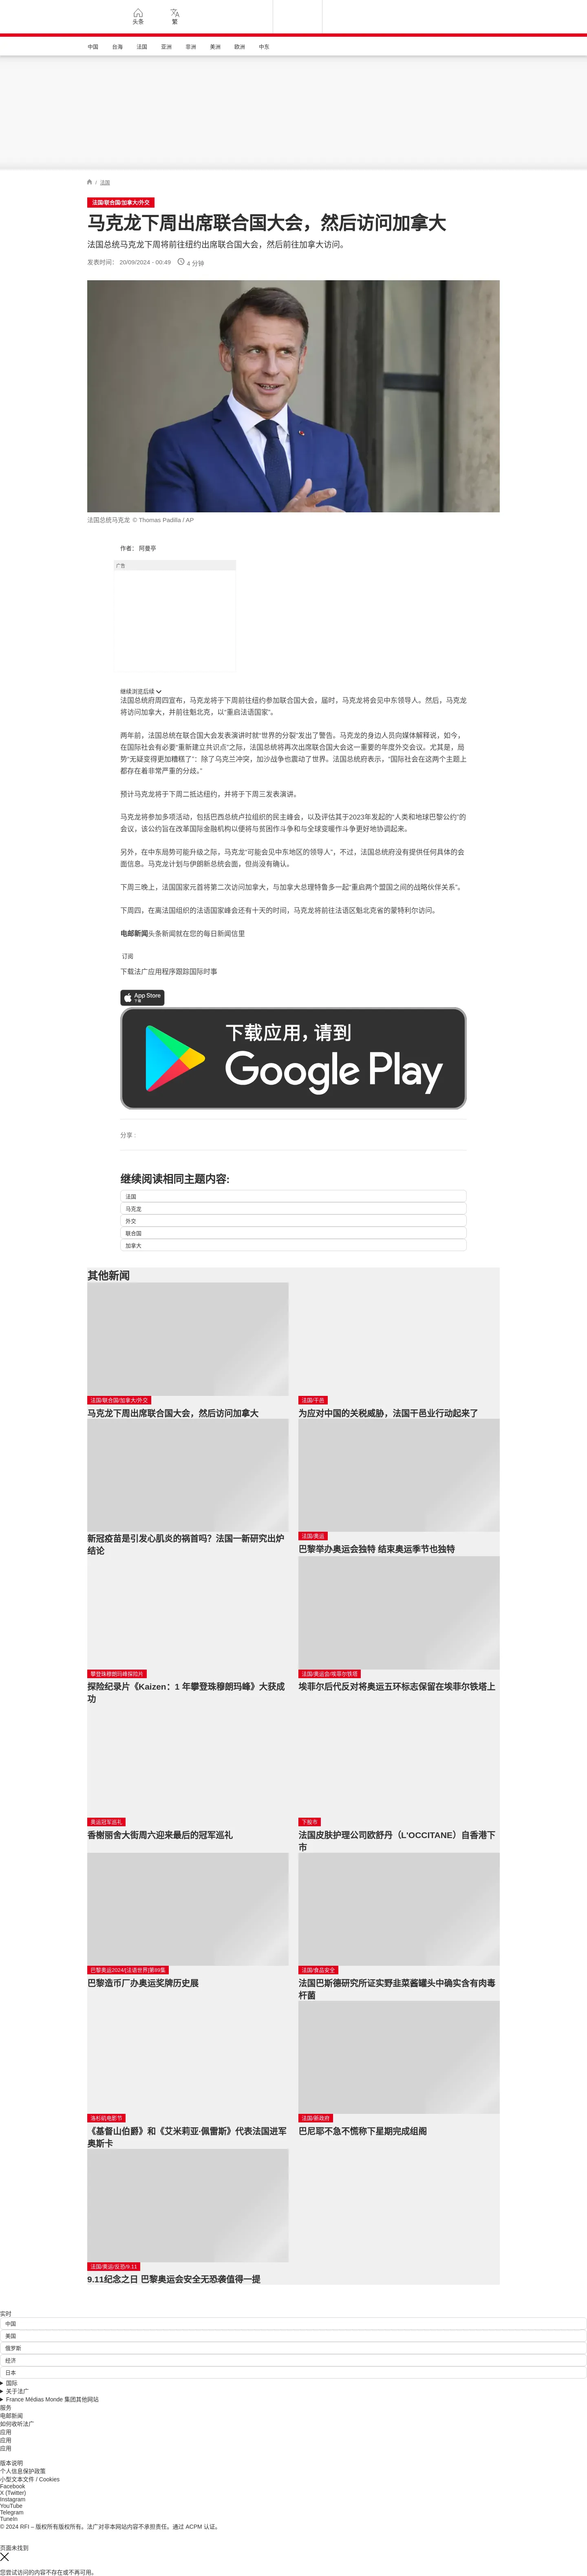 头条
繁
中国
台海
法国
亚洲
非洲
美洲
欧洲
中东
/ 法国
法国/联合国/加拿大/外交
马克龙下周出席联合国大会，然后访问加拿大
法国总统马克龙下周将前往纽约出席联合国大会，然后前往加拿大访问。
发表时间： 20/09/2024 - 00:49
4 分钟
法国总统马克龙 © Thomas Padilla / AP
作者： 阿曼亭
广告
继续浏览后续
法国总统府周四宣布，马克龙将于下周前往纽约参加联合国大会，届时，马克龙将会见中东领导人。然后，马克龙
将访问加拿大，并前往魁北克，以“重启法语国家”。
两年前，法国总统在联合国大会发表演讲时就“世界的分裂”发出了警告。马克龙的身边人员向媒体解释说，如今，
在国际社会有必要“重新建立共识点”之际，法国总统将再次出席联合国大会这一重要的年度外交会议。尤其是，局
势“无疑变得更加糟糕了”：除了乌克兰冲突，加沙战争也震动了世界。法国总统府表示，“国际社会在这两个主题上
都存在着非常严重的分歧。”
预计马克龙将于下周二抵达纽约，并将于下周三发表演讲。
马克龙将参加多项活动，包括巴西总统卢拉组织的民主峰会，以及评估其于2023年发起的“人类和地球巴黎公约”的
会议，该公约旨在改革国际金融机构以便将与贫困作斗争和与全球变暖作斗争更好地协调起来。
另外，在中东局势可能升级之际，马克龙“可能会见中东地区的领导人”，不过，法国总统府没有提供任何具体的会
面信息。马克龙计划与伊朗新总统会面，但尚没有确认。
下周三晚上，法国国家元首将第二次访问加拿大，与加拿大总理特鲁多一起“重启两个盟国之间的战略伙伴关系”。
下周四，在离法国组织的法语国家峰会还有十天的时间，马克龙将前往法语区魁北克省的蒙特利尔访问。
电邮新闻头条新闻就在您的每日新闻信里
订阅
下载法广应用程序跟踪国际时事
App Store
下载
下载应用，请到
Google Play
分享 :
继续阅读相同主题内容:
法国
马克龙
外交
联合国
加拿大
其他新闻
法国/联合国/加拿大/外交
马克龙下周出席联合国大会，然后访问加拿大
法国/干邑
为应对中国的关税威胁，法国干邑业行动起来了
新冠疫苗是引发心肌炎的祸首吗？法国一新研究出炉
结论
法国/奥运
巴黎举办奥运会独特 结束奥运季节也独特
攀登珠穆朗玛峰探险片
探险纪录片《Kaizen：1 年攀登珠穆朗玛峰》大获成
功
法国/奥运会/埃菲尔铁塔
埃菲尔后代反对将奥运五环标志保留在埃菲尔铁塔上
奥运冠军巡礼
香榭丽舍大街周六迎来最后的冠军巡礼
下股市
法国皮肤护理公司欧舒丹（L'OCCITANE）自香港下
市
巴黎奥运2024/[法语世界]第89集
巴黎造币厂办奥运奖牌历史展
法国/食品安全
法国巴斯德研究所证实野韭菜酱罐头中确实含有肉毒
杆菌
洛杉矶电影节
《基督山伯爵》和《艾米莉亚·佩雷斯》代表法国进军
奥斯卡
法国/新政府
巴尼耶不急不慌称下星期完成组阁
法国/奥运/反恐/9.11
9.11纪念之日 巴黎奥运会安全无恐袭值得一提
实时
中国
美国
俄罗斯
经济
日本
国际
关于法广
France Médias Monde 集团其他网站
服务
电邮新闻
如何收听法广
应用
应用
应用
版本说明
个人信息保护政策
小型文本文件 / Cookies
Facebook
X (Twitter)
Instagram
YouTube
Telegram
TuneIn
© 2024 RFI – 版权所有版权所有。法广对非本网站内容不承担责任。通过 ACPM 认证。
页面未找到
您尝试访问的内容不存在或不再可用。